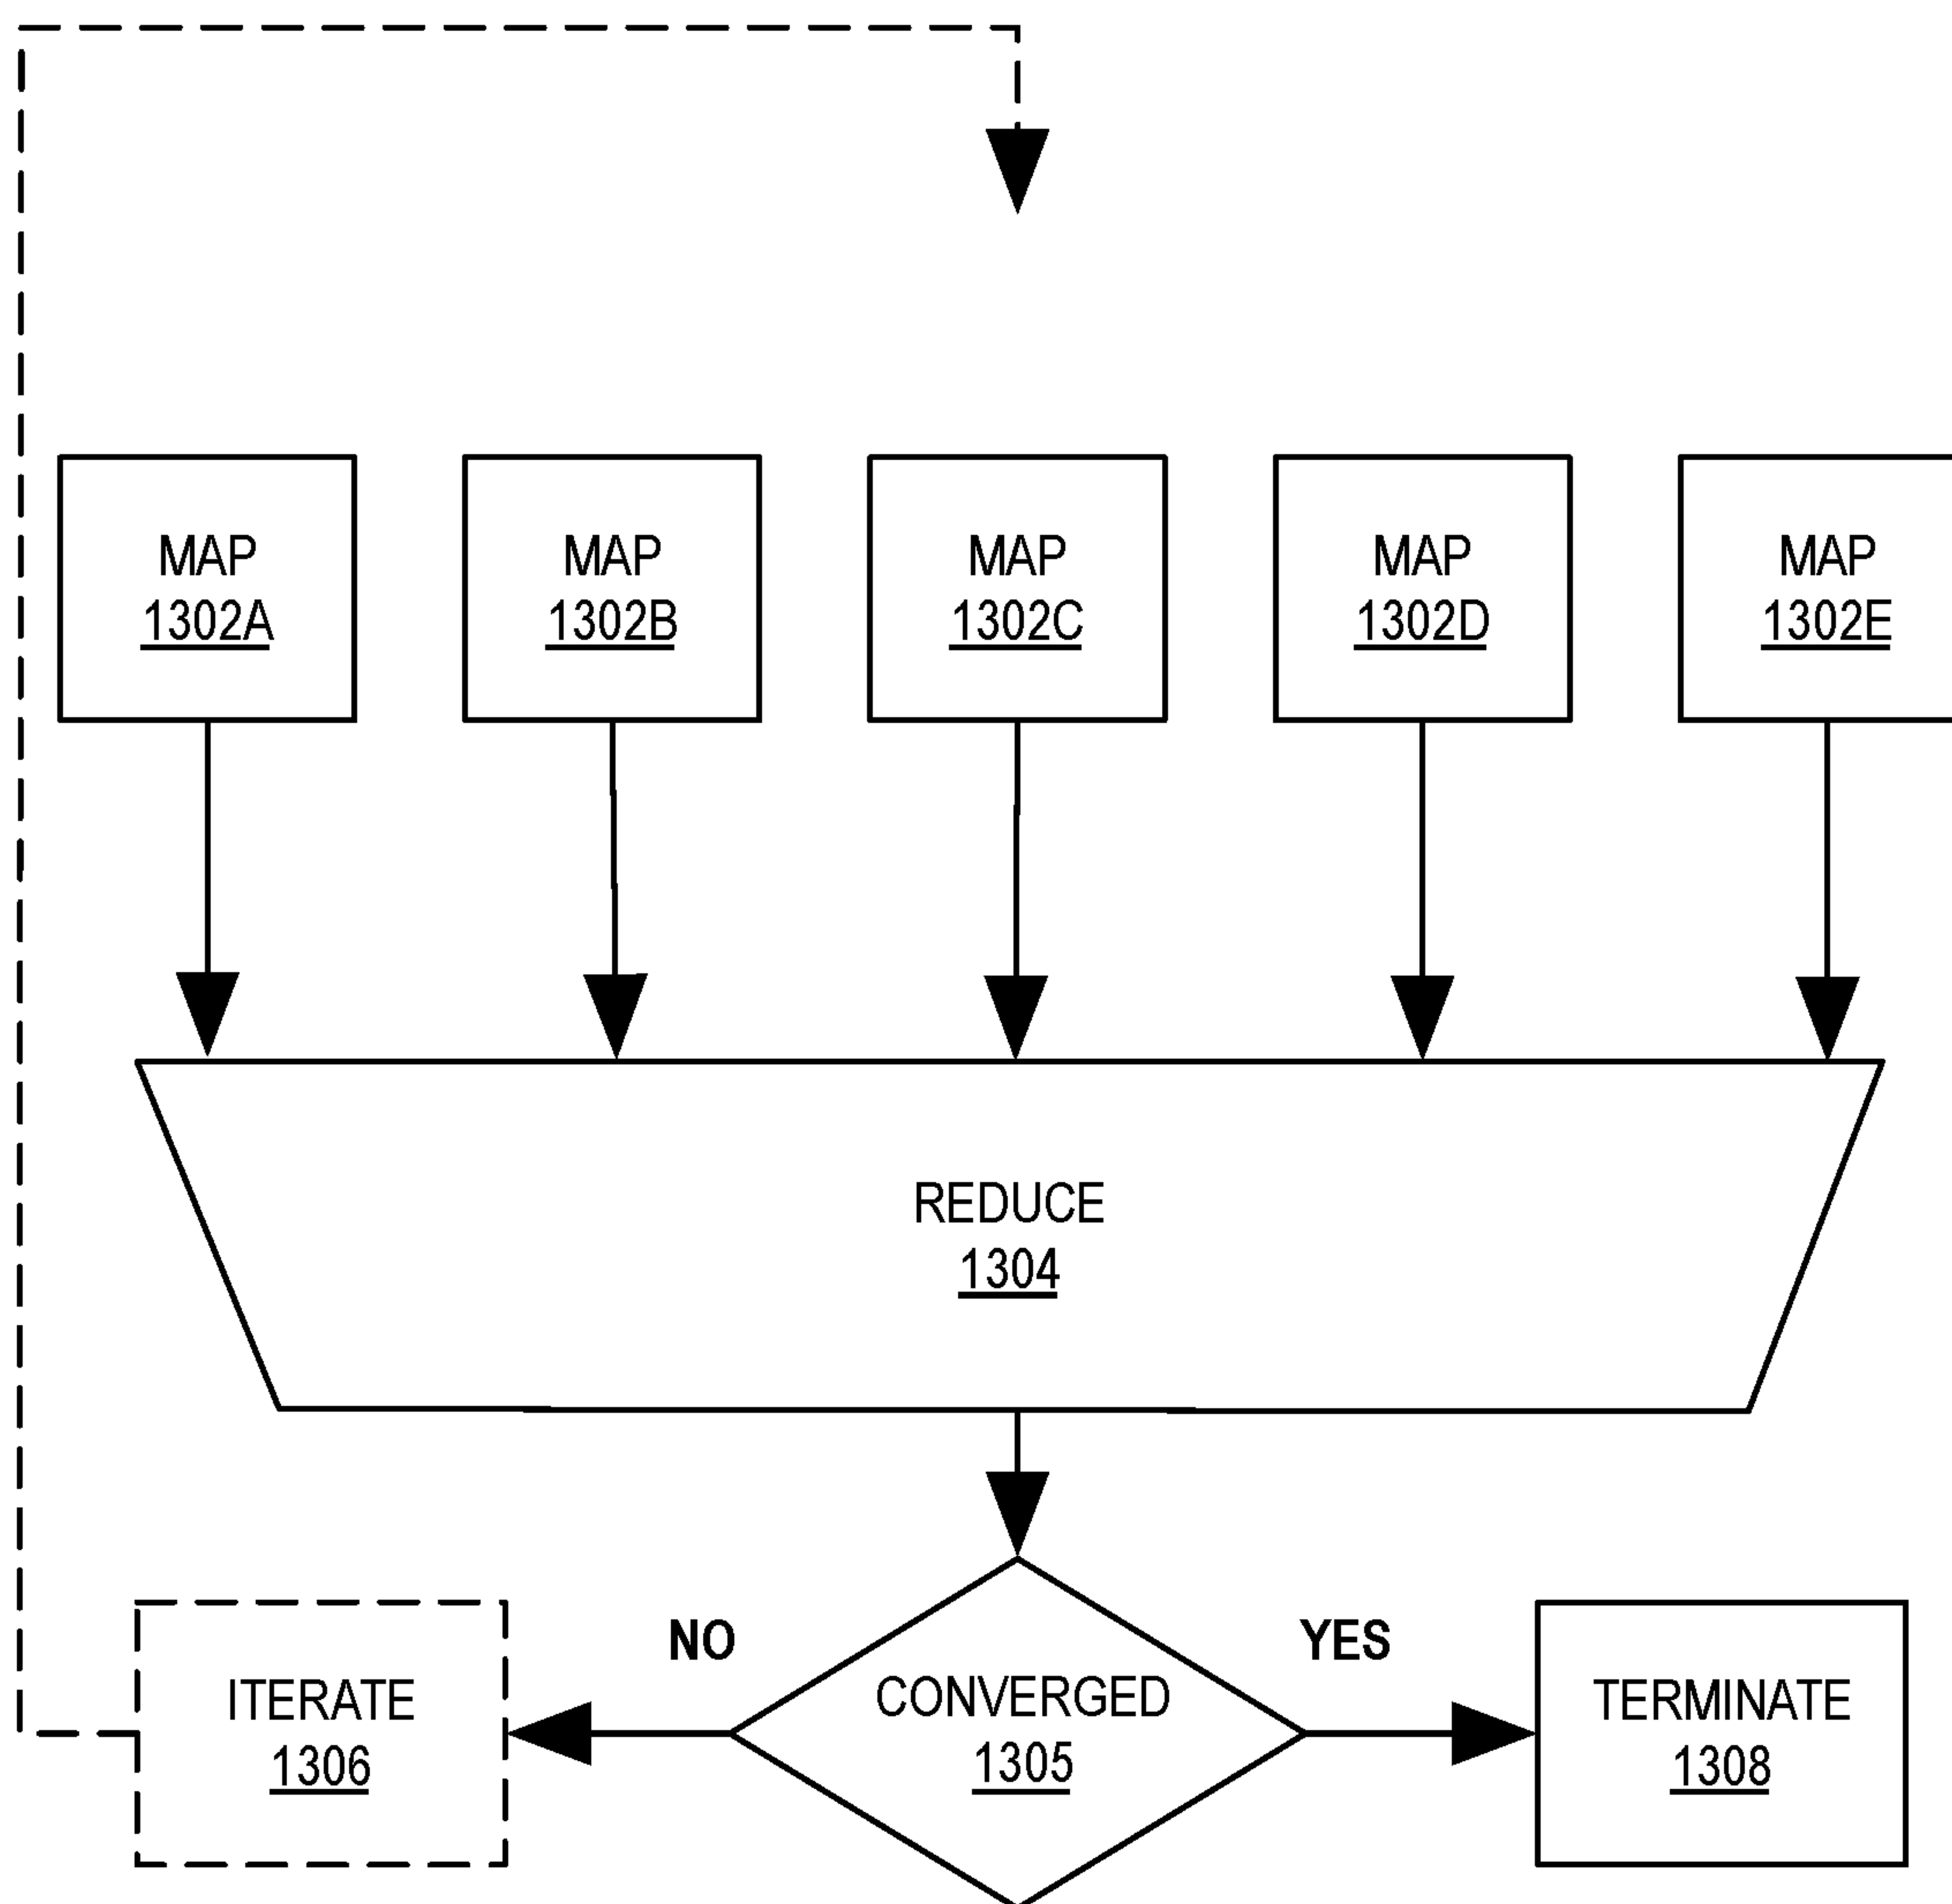 MAP
1302A
MAP
1302B
MAP
1302C
MAP
1302D
MAP
1302E
REDUCE
1304
NO
YES
ITERATE
1306
CONVERGED
1305
TERMINATE
1308